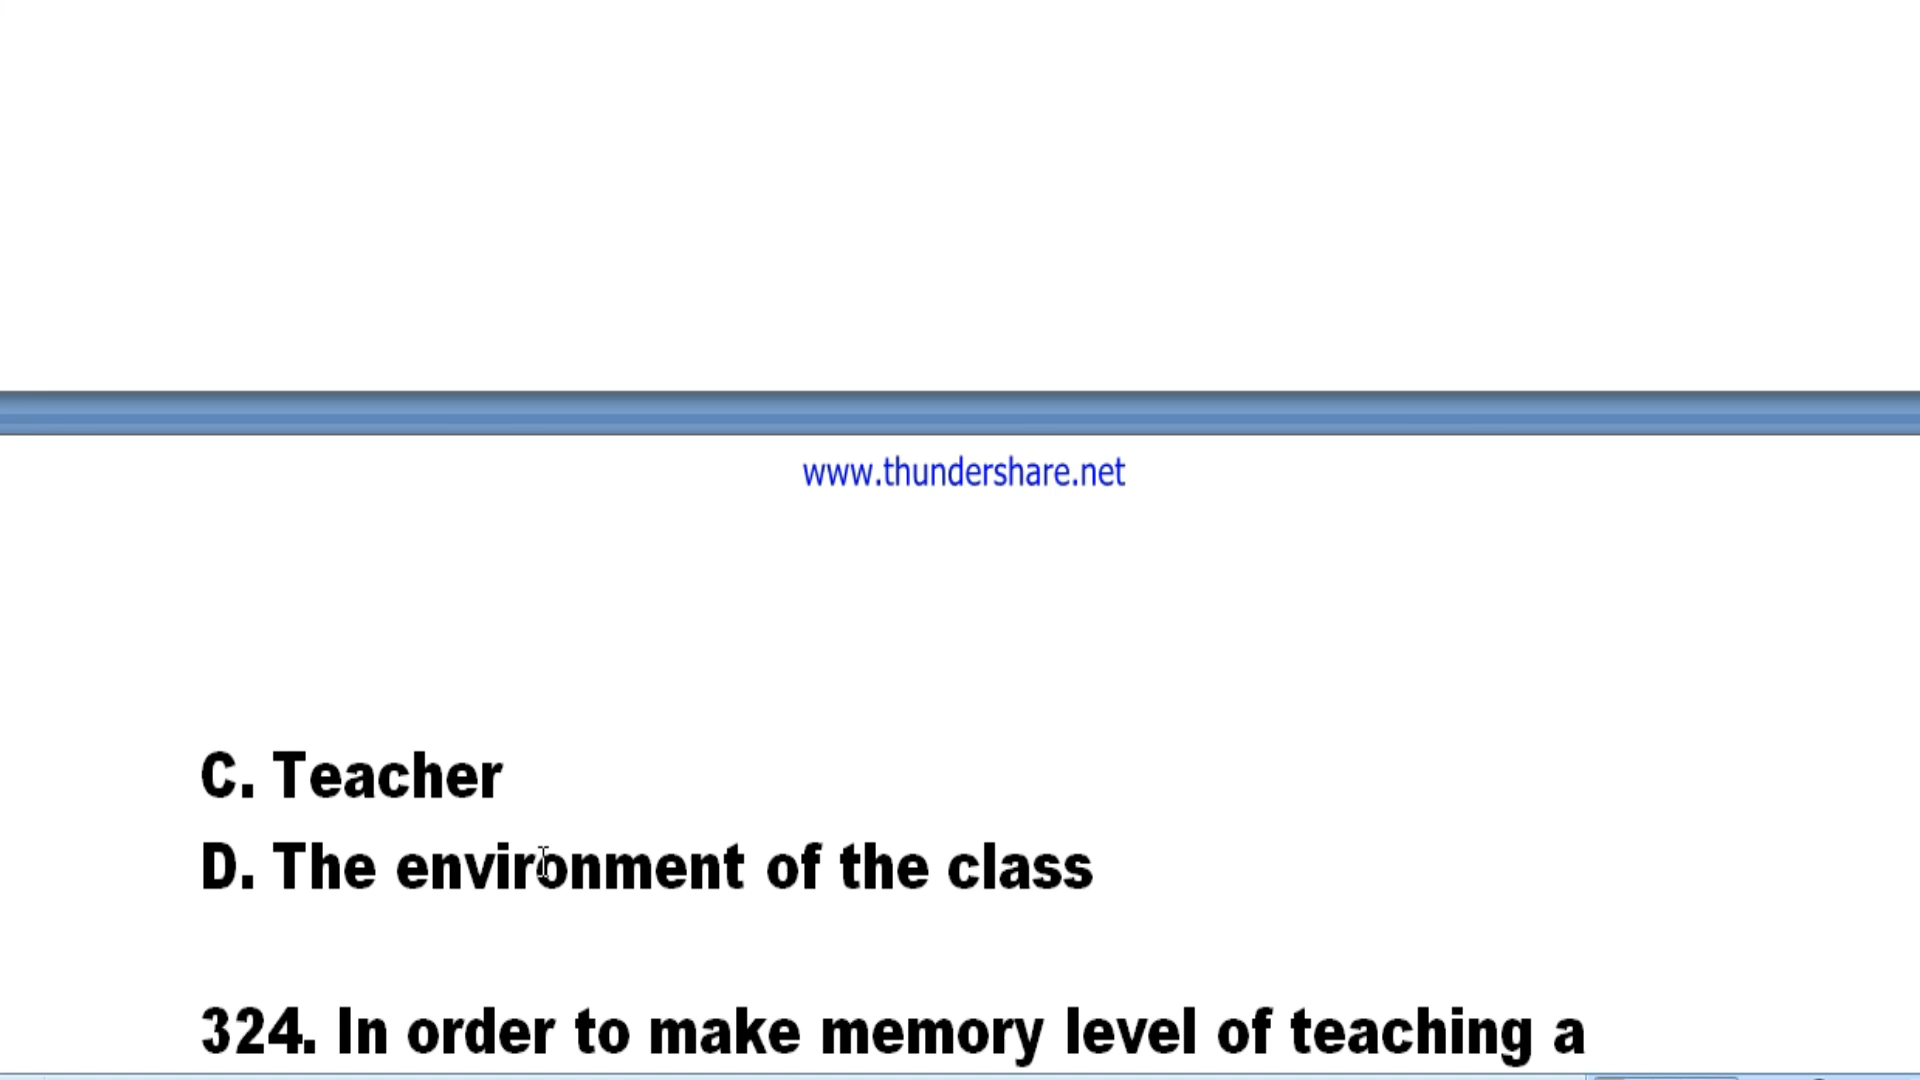 www.thundershare.net
C. Teacher
D. The environment of the class
324. In order to make memory level of teaching a